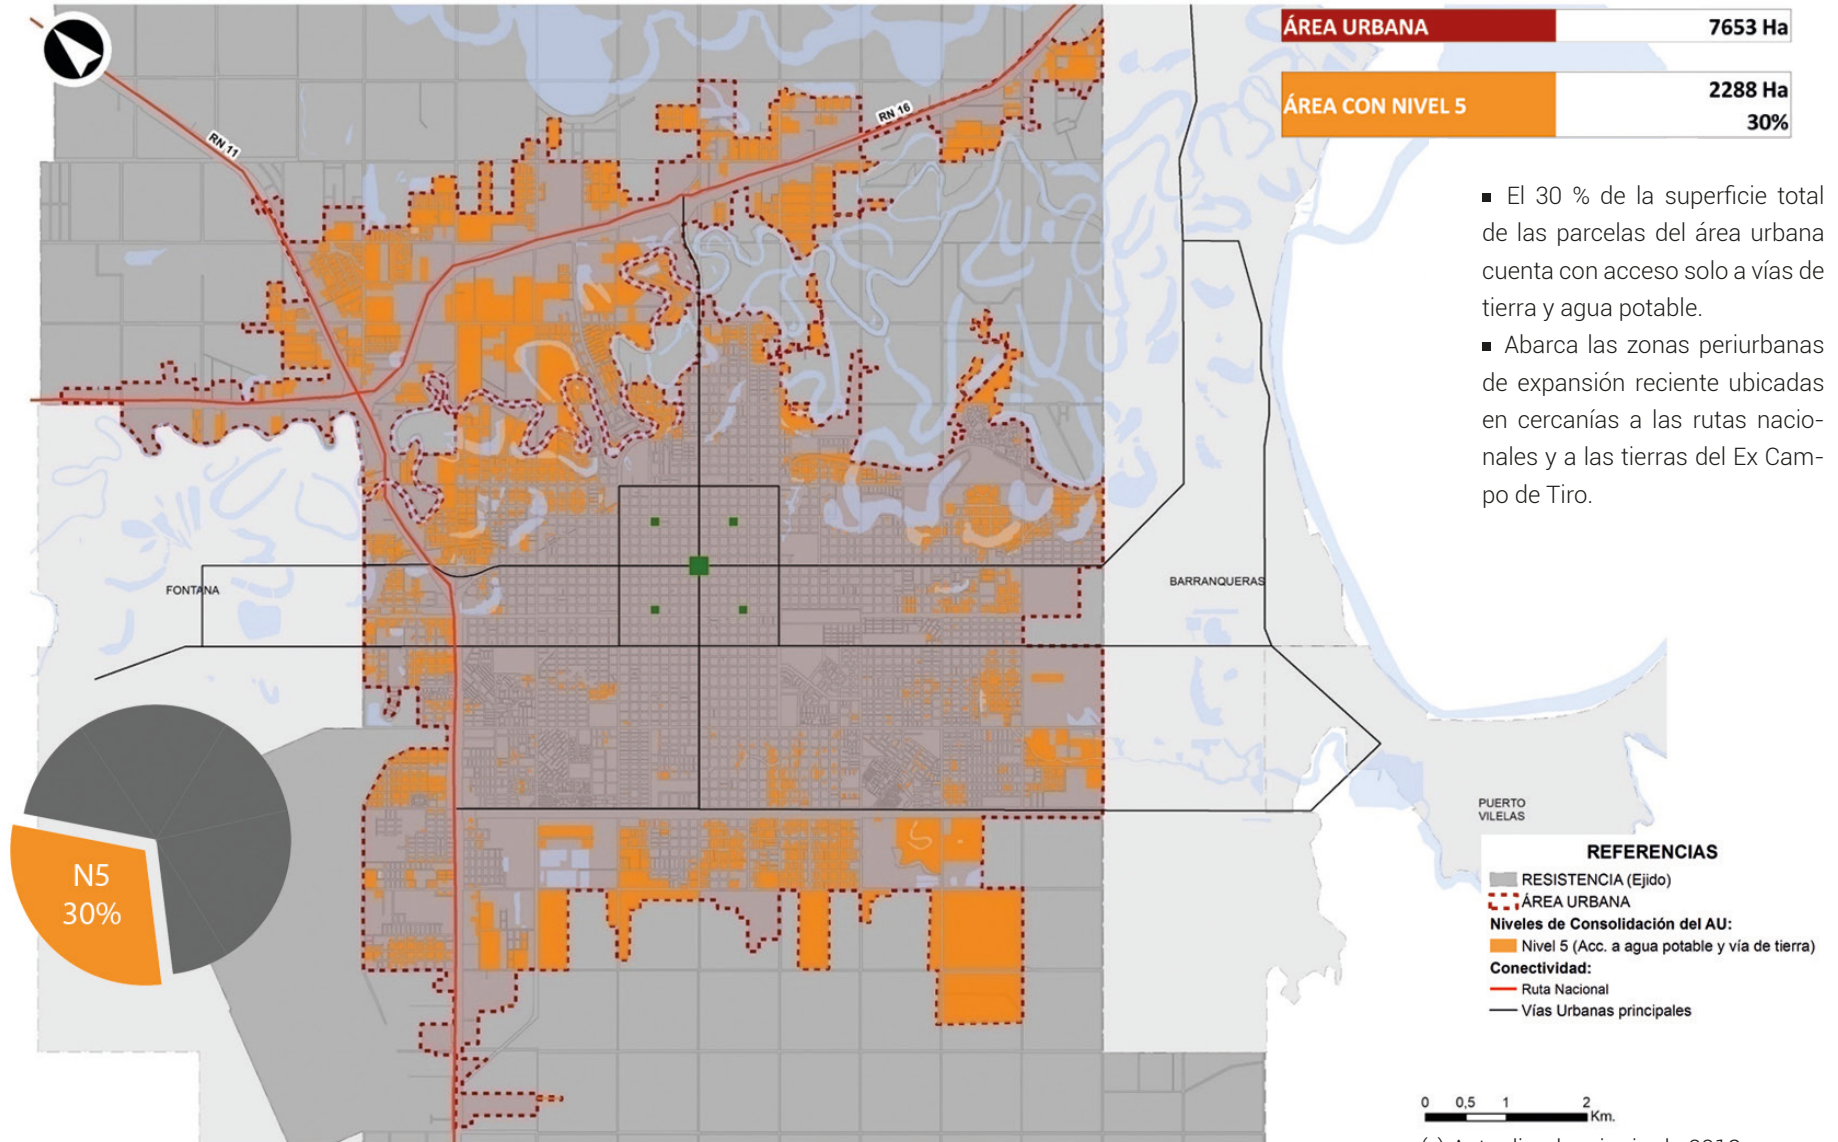 ÁREA URBANA 7653 Ha
ÁREA CON NIVEL 5 2288 Ha
30%
RN 11
RN 16
▪ El 30 % de la superficie total
de las parcelas del área urbana
cuenta con acceso solo a vías de
tierra y agua potable.
▪ Abarca las zonas periurbanas
de expansión reciente ubicadas
en cercanías a las rutas nacio-
nales y a las tierras del Ex Cam-
po de Tiro.
FONTANA
BARRANQUERAS
PUERTO
VILELAS
N5
30%
REFERENCIAS
RESISTENCIA (Ejido)
ÁREA URBANA
Niveles de Consolidación del AU:
Nivel 5 (Acc. a agua potable y vía de tierra)
Conectividad:
Ruta Nacional
Vías Urbanas principales
0 0,5 1 2
Km.